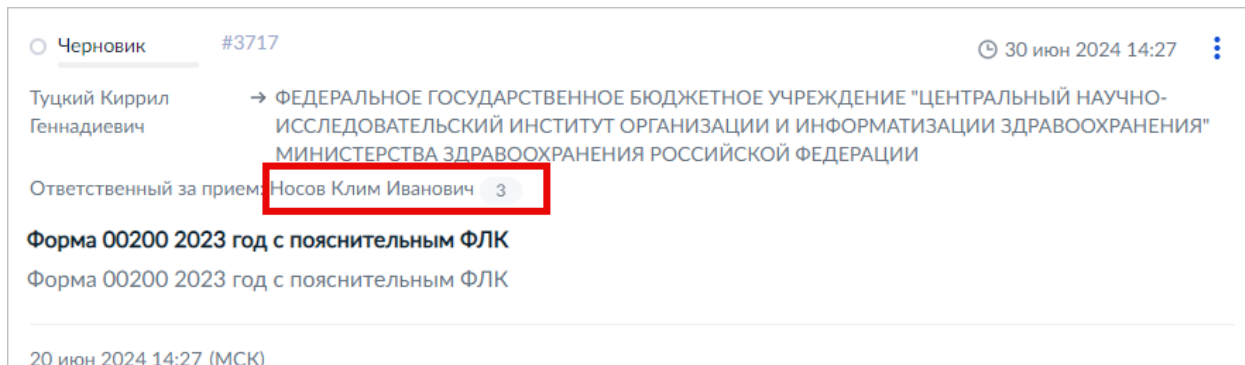 Черновик #3717 30 июн 2024 14:27
Туцкий Киррил → ФЕДЕРАЛЬНОЕ ГОСУДАРСТВЕННОЕ БЮДЖЕТНОЕ УЧРЕЖДЕНИЕ "ЦЕНТРАЛЬНЫЙ НАУЧНО-
Геннадиевич ИССЛЕДОВАТЕЛЬСКИЙ ИНСТИТУТ ОРГАНИЗАЦИИ И ИНФОРМАТИЗАЦИИ ЗДРАВООХРАНЕНИЯ"
МИНИСТЕРСТВА ЗДРАВООХРАНЕНИЯ РОССИЙСКОЙ ФЕДЕРАЦИИ
Ответственный за прием: Носов Клим Иванович 3
Форма 00200 2023 год с пояснительным ФЛК
Форма 00200 2023 год с пояснительным ФЛК
20 июн 2024 14:27 (МСК)